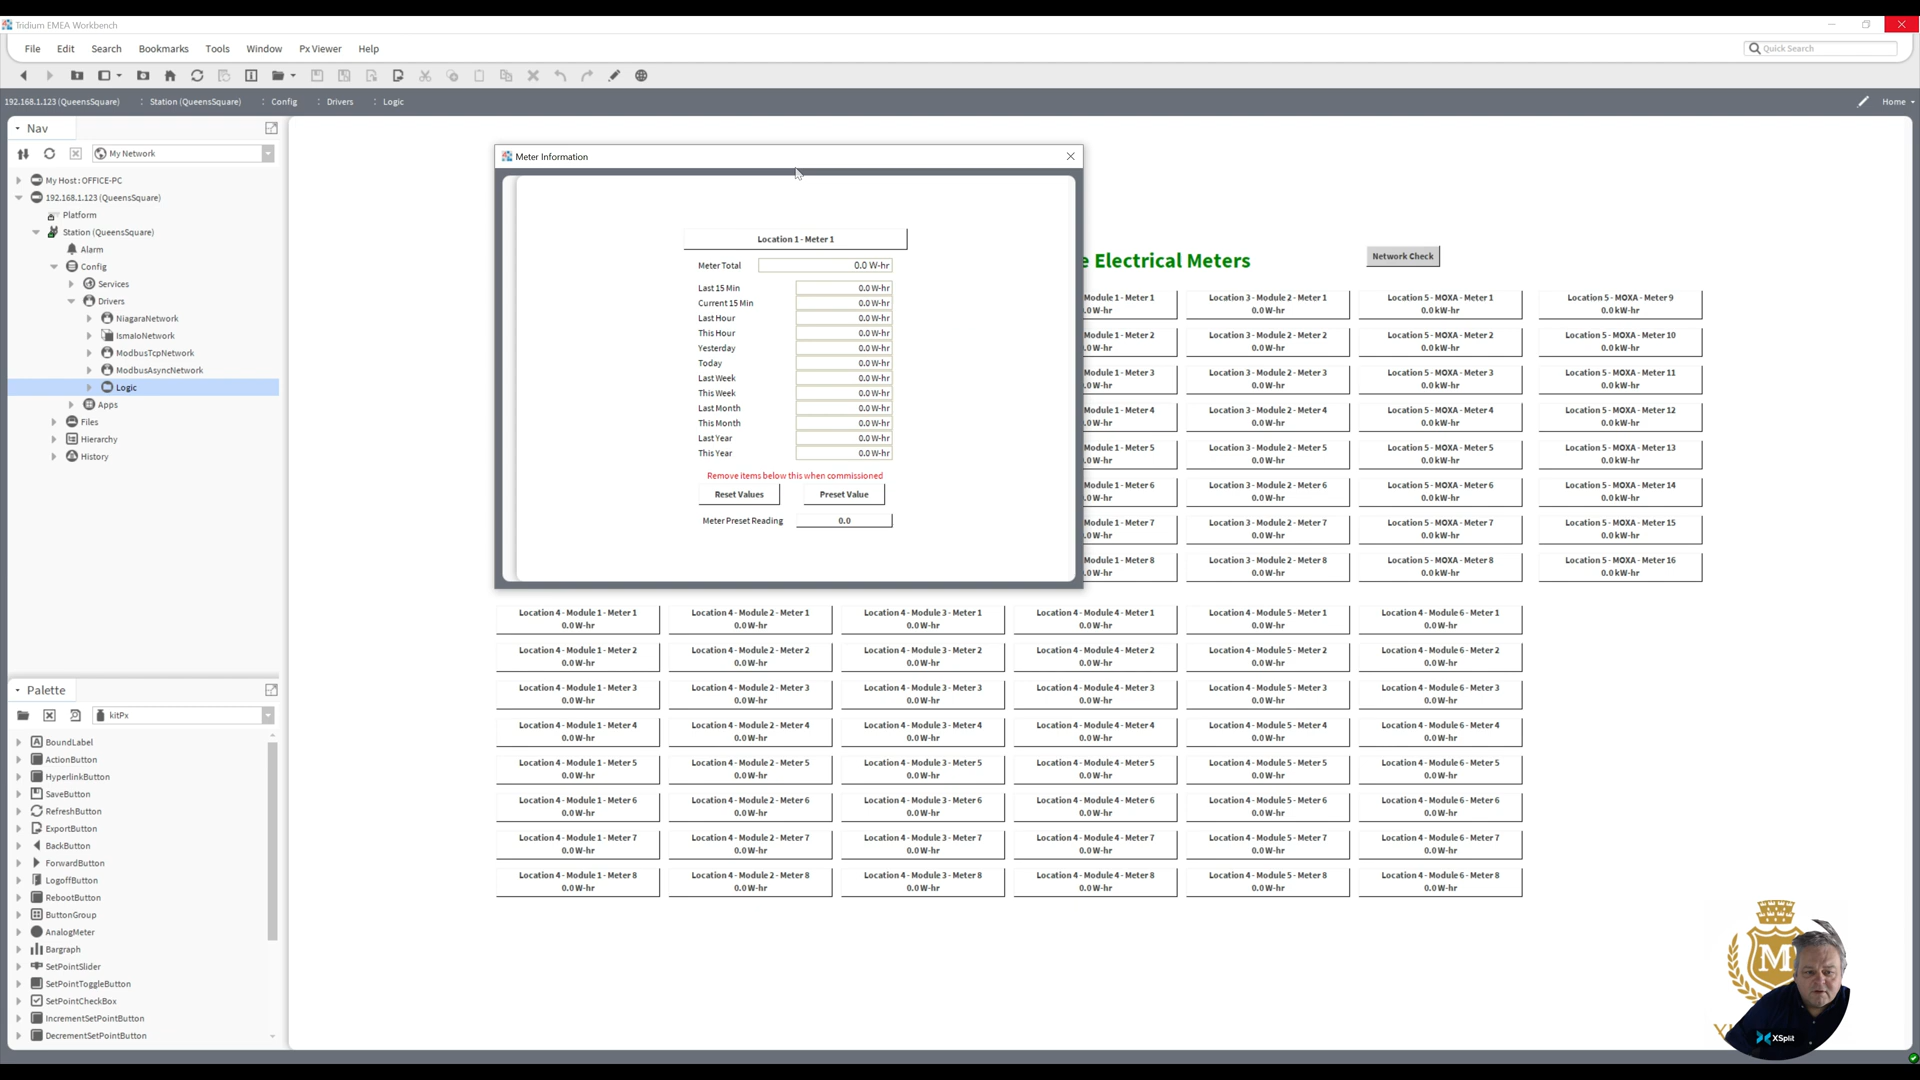 Tridium EMEA Workbench
File Edit Search Bookmarks Tools Window Px Viewer Help
Quick Search
192.168.1.123 (QueensSquare) : Station (QueensSquare) : Config : Drivers : Logic
Home
Nav
My Network
My Host : OFFICE-PC
192.168.1.123 (QueensSquare)
Platform
Station (QueensSquare)
Alarm
Config
Services
Drivers
NiagaraNetwork
IsmaIoNetwork
ModbusTcpNetwork
ModbusAsyncNetwork
Logic
Apps
Files
Hierarchy
History
Palette
kitPx
BoundLabel
ActionButton
HyperlinkButton
SaveButton
RefreshButton
ExportButton
BackButton
ForwardButton
LogoffButton
RebootButton
ButtonGroup
AnalogMeter
Bargraph
SetPointSlider
SetPointToggleButton
SetPointCheckBox
IncrementSetPointButton
DecrementSetPointButton
Meter Information
Location 1 - Meter 1
Meter Total 0.0 W-hr
Last 15 Min 0.0 W-hr
Current 15 Min 0.0 W-hr
Last Hour 0.0 W-hr
This Hour 0.0 W-hr
Yesterday 0.0 W-hr
Today 0.0 W-hr
Last Week 0.0 W-hr
This Week 0.0 W-hr
Last Month 0.0 W-hr
This Month 0.0 W-hr
Last Year 0.0 W-hr
This Year 0.0 W-hr
Remove items below this when commissioned
Reset Values Preset Value
Meter Preset Reading 0.0
e Electrical Meters
Network Check
Module 1 - Meter 1 Location 3 - Module 2 - Meter 1 Location 5 - MOXA - Meter 1 Location 5 - MOXA - Meter 9
.0 W-hr 0.0 W-hr 0.0 kW-hr 0.0 kW-hr
Module 1 - Meter 2 Location 3 - Module 2 - Meter 2 Location 5 - MOXA - Meter 2 Location 5 - MOXA - Meter 10
.0 W-hr 0.0 W-hr 0.0 kW-hr 0.0 kW-hr
Module 1 - Meter 3 Location 3 - Module 2 - Meter 3 Location 5 - MOXA - Meter 3 Location 5 - MOXA - Meter 11
.0 W-hr 0.0 W-hr 0.0 kW-hr 0.0 kW-hr
Module 1 - Meter 4 Location 3 - Module 2 - Meter 4 Location 5 - MOXA - Meter 4 Location 5 - MOXA - Meter 12
.0 W-hr 0.0 W-hr 0.0 kW-hr 0.0 kW-hr
Module 1 - Meter 5 Location 3 - Module 2 - Meter 5 Location 5 - MOXA - Meter 5 Location 5 - MOXA - Meter 13
.0 W-hr 0.0 W-hr 0.0 kW-hr 0.0 kW-hr
Module 1 - Meter 6 Location 3 - Module 2 - Meter 6 Location 5 - MOXA - Meter 6 Location 5 - MOXA - Meter 14
.0 W-hr 0.0 W-hr 0.0 kW-hr 0.0 kW-hr
Module 1 - Meter 7 Location 3 - Module 2 - Meter 7 Location 5 - MOXA - Meter 7 Location 5 - MOXA - Meter 15
.0 W-hr 0.0 W-hr 0.0 kW-hr 0.0 kW-hr
Module 1 - Meter 8 Location 3 - Module 2 - Meter 8 Location 5 - MOXA - Meter 8 Location 5 - MOXA - Meter 16
.0 W-hr 0.0 W-hr 0.0 kW-hr 0.0 kW-hr
Location 4 - Module 1 - Meter 1 Location 4 - Module 2 - Meter 1 Location 4 - Module 3 - Meter 1 Location 4 - Module 4 - Meter 1 Location 4 - Module 5 - Meter 1 Location 4 - Module 6 - Meter 1
0.0 W-hr 0.0 W-hr 0.0 W-hr 0.0 W-hr 0.0 W-hr 0.0 W-hr
Location 4 - Module 1 - Meter 2 Location 4 - Module 2 - Meter 2 Location 4 - Module 3 - Meter 2 Location 4 - Module 4 - Meter 2 Location 4 - Module 5 - Meter 2 Location 4 - Module 6 - Meter 2
0.0 W-hr 0.0 W-hr 0.0 W-hr 0.0 W-hr 0.0 W-hr 0.0 W-hr
Location 4 - Module 1 - Meter 3 Location 4 - Module 2 - Meter 3 Location 4 - Module 3 - Meter 3 Location 4 - Module 4 - Meter 3 Location 4 - Module 5 - Meter 3 Location 4 - Module 6 - Meter 3
0.0 W-hr 0.0 W-hr 0.0 W-hr 0.0 W-hr 0.0 W-hr 0.0 W-hr
Location 4 - Module 1 - Meter 4 Location 4 - Module 2 - Meter 4 Location 4 - Module 3 - Meter 4 Location 4 - Module 4 - Meter 4 Location 4 - Module 5 - Meter 4 Location 4 - Module 6 - Meter 4
0.0 W-hr 0.0 W-hr 0.0 W-hr 0.0 W-hr 0.0 W-hr 0.0 W-hr
Location 4 - Module 1 - Meter 5 Location 4 - Module 2 - Meter 5 Location 4 - Module 3 - Meter 5 Location 4 - Module 4 - Meter 5 Location 4 - Module 5 - Meter 5 Location 4 - Module 6 - Meter 5
0.0 W-hr 0.0 W-hr 0.0 W-hr 0.0 W-hr 0.0 W-hr 0.0 W-hr
Location 4 - Module 1 - Meter 6 Location 4 - Module 2 - Meter 6 Location 4 - Module 3 - Meter 6 Location 4 - Module 4 - Meter 6 Location 4 - Module 5 - Meter 6 Location 4 - Module 6 - Meter 6
0.0 W-hr 0.0 W-hr 0.0 W-hr 0.0 W-hr 0.0 W-hr 0.0 W-hr
Location 4 - Module 1 - Meter 7 Location 4 - Module 2 - Meter 7 Location 4 - Module 3 - Meter 7 Location 4 - Module 4 - Meter 7 Location 4 - Module 5 - Meter 7 Location 4 - Module 6 - Meter 7
0.0 W-hr 0.0 W-hr 0.0 W-hr 0.0 W-hr 0.0 W-hr 0.0 W-hr
Location 4 - Module 1 - Meter 8 Location 4 - Module 2 - Meter 8 Location 4 - Module 3 - Meter 8 Location 4 - Module 4 - Meter 8 Location 4 - Module 5 - Meter 8 Location 4 - Module 6 - Meter 8
0.0 W-hr 0.0 W-hr 0.0 W-hr 0.0 W-hr 0.0 W-hr 0.0 W-hr
M
XSplit